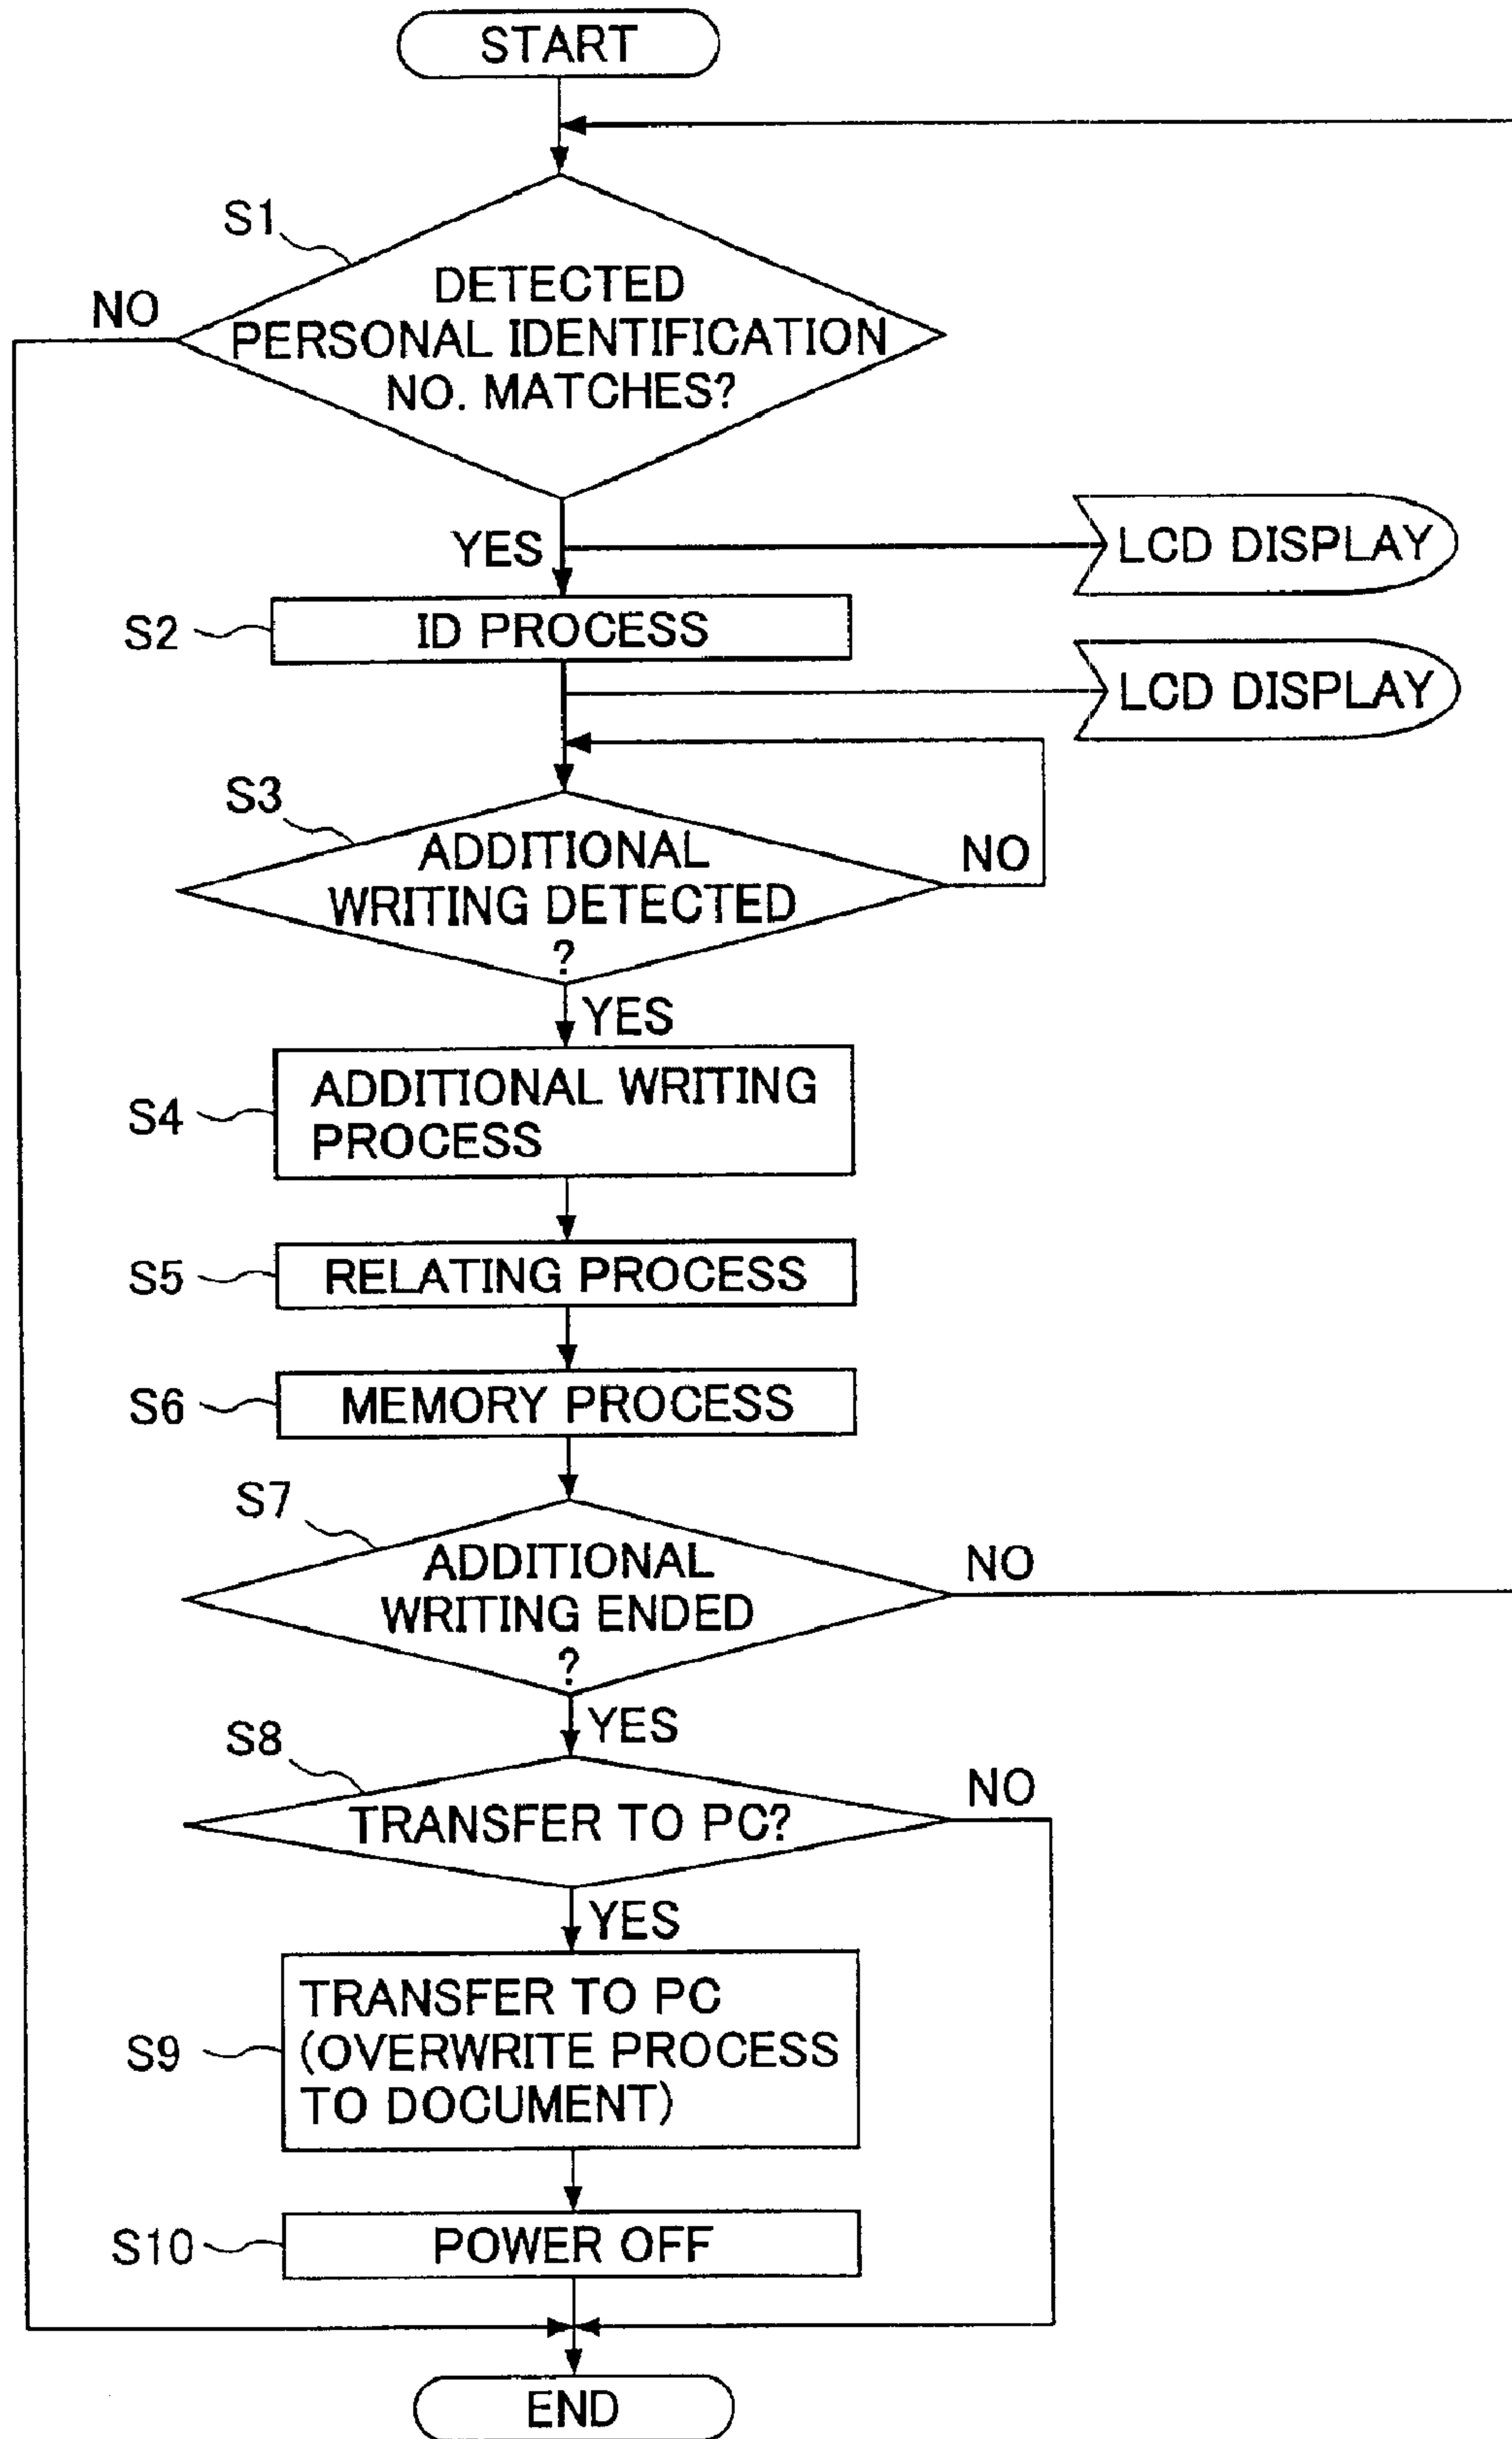 START
S1
DETECTED
PERSONAL IDENTIFICATION
NO. MATCHES?
NO
YES
LCD DISPLAY
S2
ID PROCESS
LCD DISPLAY
S3
ADDITIONAL
WRITING DETECTED
?
NO
YES
S4
ADDITIONAL WRITING
PROCESS
S5
RELATING PROCESS
S6
MEMORY PROCESS
S7
ADDITIONAL
WRITING ENDED
?
NO
YES
S8
TRANSFER TO PC?
NO
YES
S9
TRANSFER TO PC
(OVERWRITE PROCESS
TO DOCUMENT)
S10
POWER OFF
END